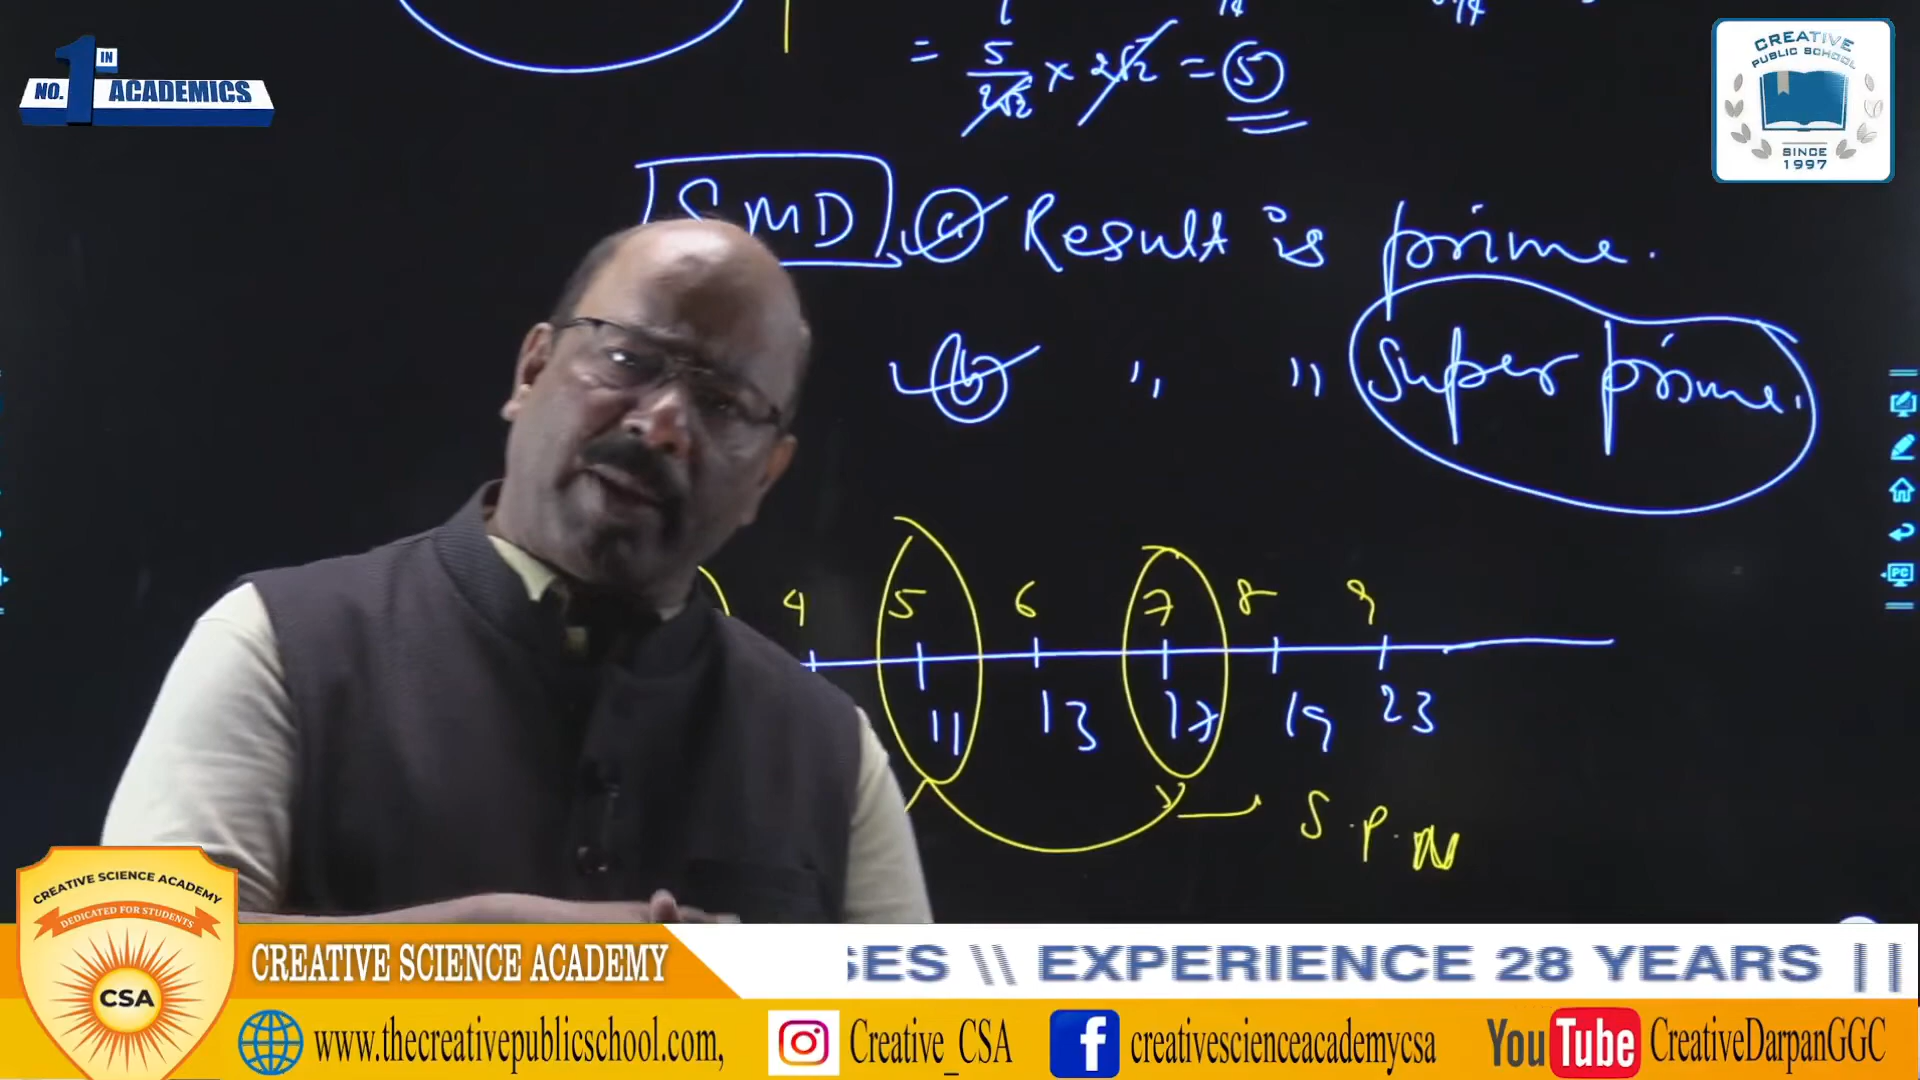 NO. 1 IN ACADEMICS
CREATIVE
PUBLIC SCHOOL
SINCE
1997
= 5/2√2 × 2√2 = 5
SMD a Result is prime.
b " " Super prime.
4 5 6 7 8 9
11 13 17 19 23
S.P.N
CREATIVE SCIENCE ACADEMY
DEDICATED FOR STUDENTS
CSA
CREATIVE SCIENCE ACADEMY
SES \\ EXPERIENCE 28 YEARS ||
www.thecreativepublicschool.com, Creative_CSA creativescienceacademycsa YouTube CreativeDarpanGGC
PC